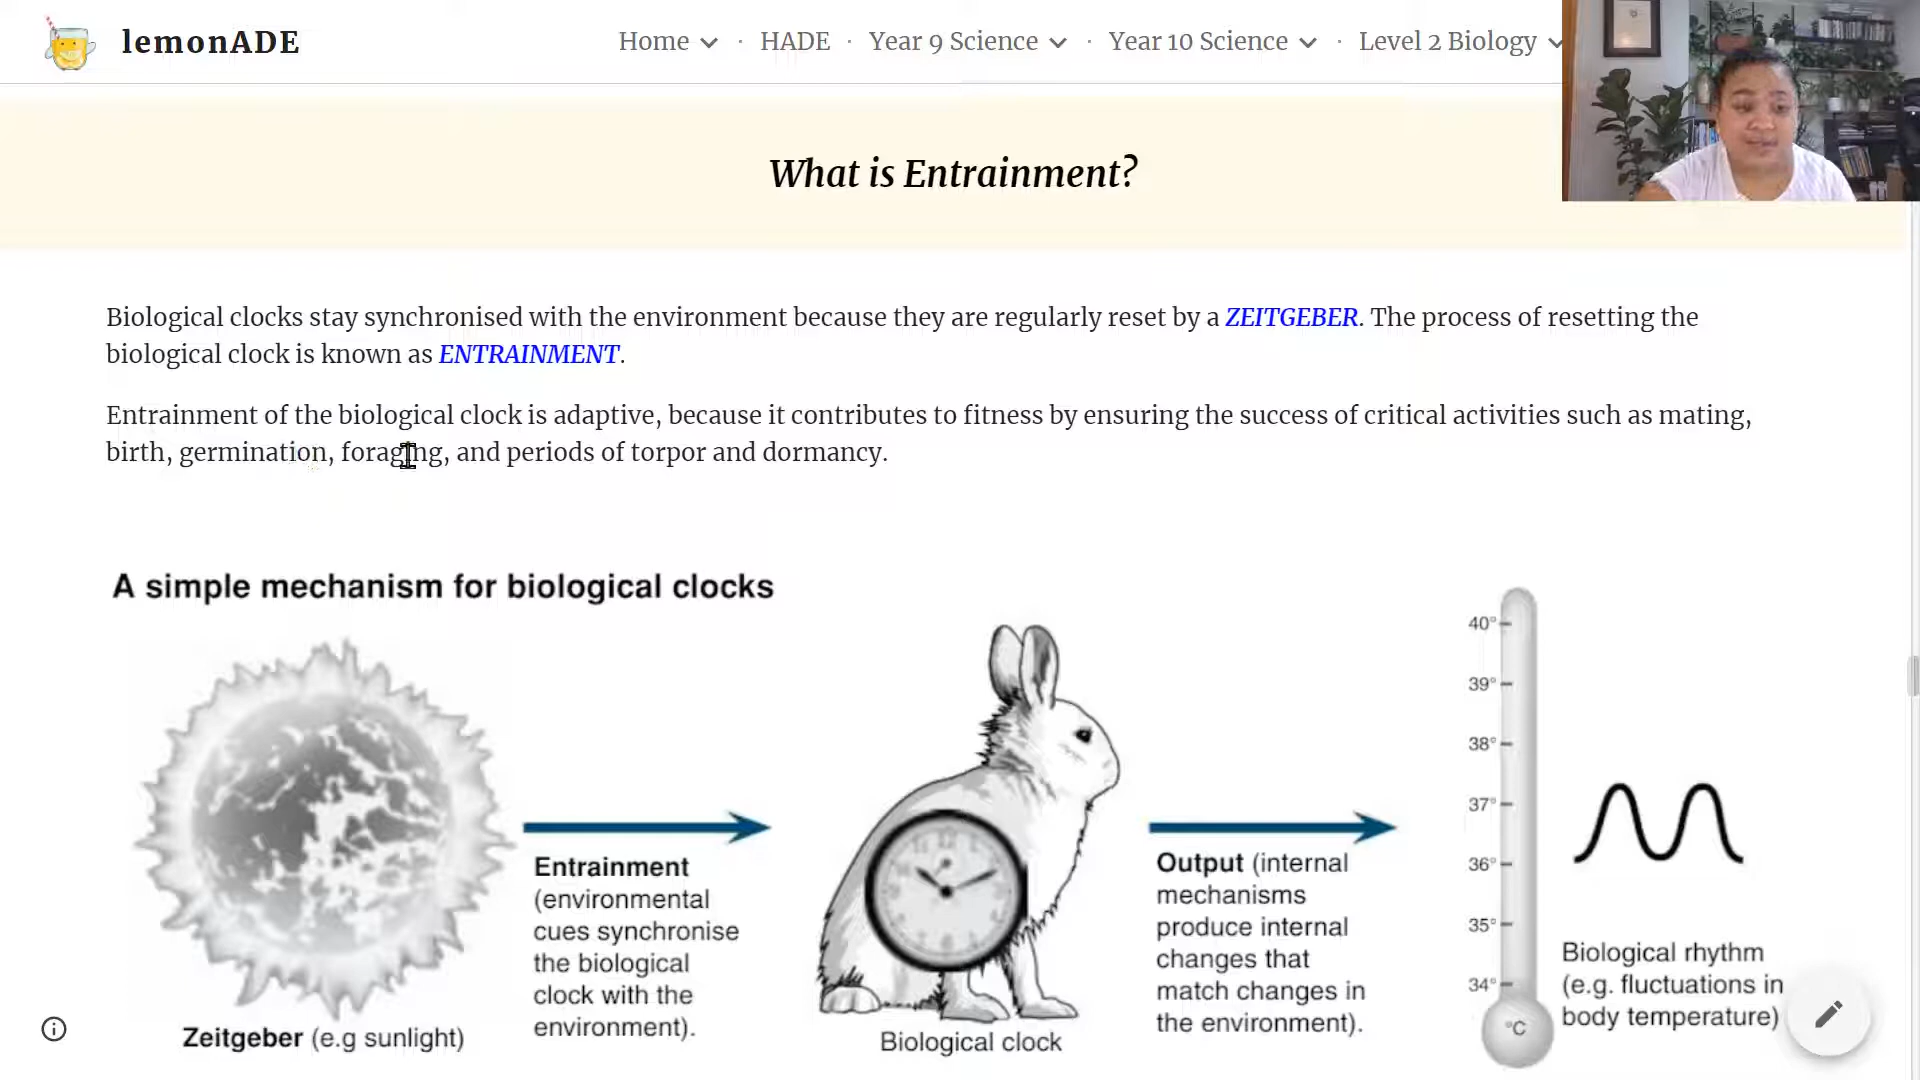 lemonADE
Home · HADE · Year 9 Science · Year 10 Science · Level 2 Biology
What is Entrainment?
Biological clocks stay synchronised with the environment because they are regularly reset by a ZEITGEBER. The process of resetting the
biological clock is known as ENTRAINMENT.
Entrainment of the biological clock is adaptive, because it contributes to fitness by ensuring the success of critical activities such as mating,
birth, germination, foraging, and periods of torpor and dormancy.
A simple mechanism for biological clocks
Zeitgeber (e.g sunlight)
Entrainment
(environmental
cues synchronise
the biological
clock with the
environment).
Biological clock
Output (internal
mechanisms
produce internal
changes that
match changes in
the environment).
40°
39°
38°
37°
36°
35°
34°
°C
Biological rhythm
(e.g. fluctuations in
body temperature)